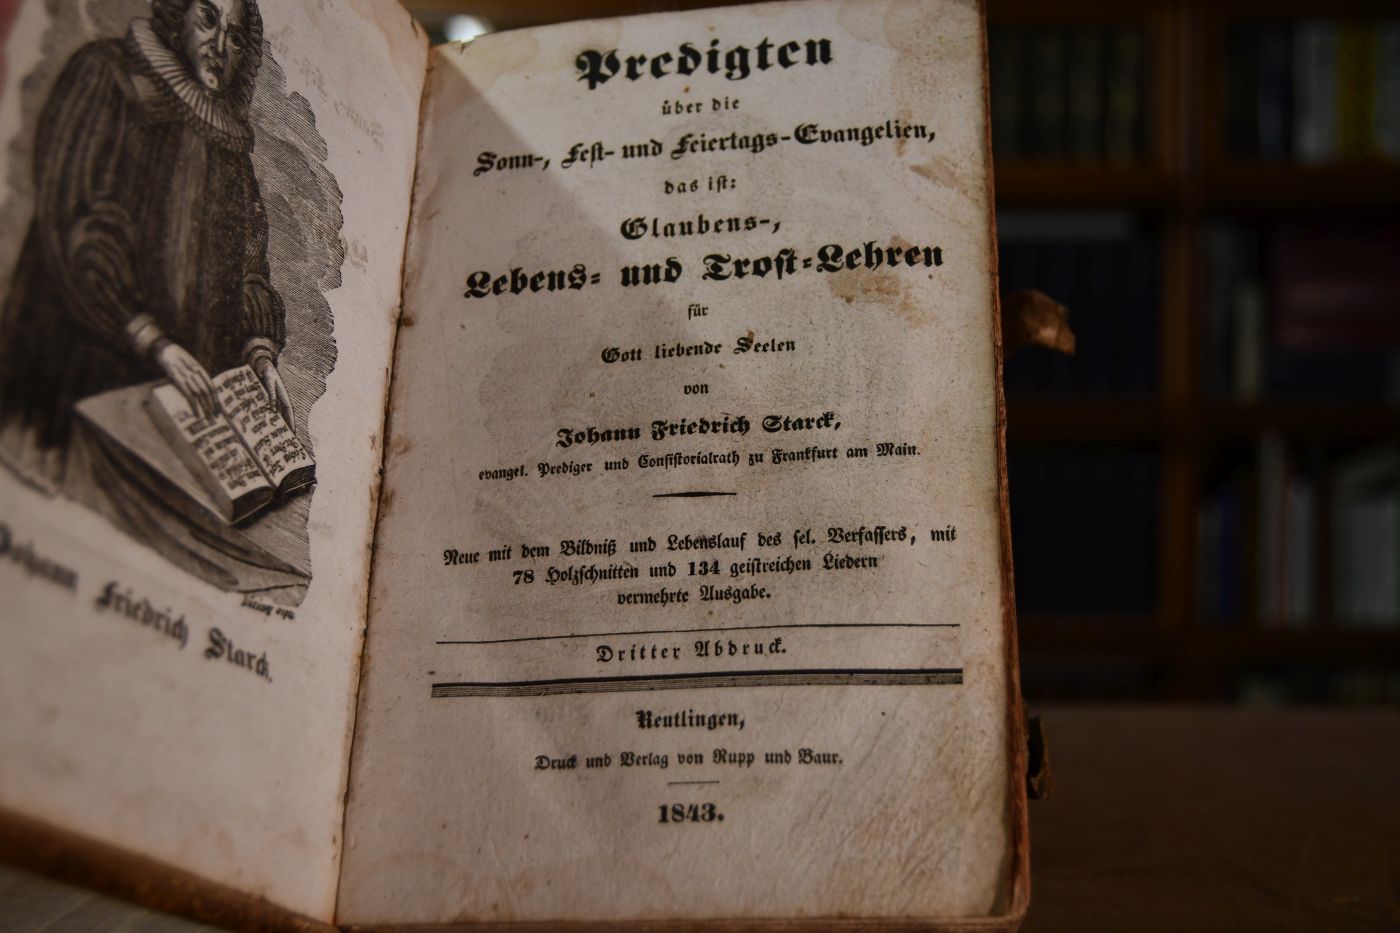 Johann Friedrich Starck.
Predigten
über die
Sonn-, Fest- und Feiertags-Evangelien,
das ist:
Glaubens-,
Lebens- und Trost-Lehren
für
Gott liebende Seelen
von
Johann Friedrich Starck,
evangel. Prediger und Consistorialrath zu Frankfurt am Main.
Neue mit dem Bildniß und Lebenslauf des sel. Verfassers, mit
78 Holzschnitten und 134 geistreichen Liedern
vermehrte Ausgabe.
Dritter Abdruck.
Reutlingen,
Druck und Verlag von Rupp und Baur.
1843.